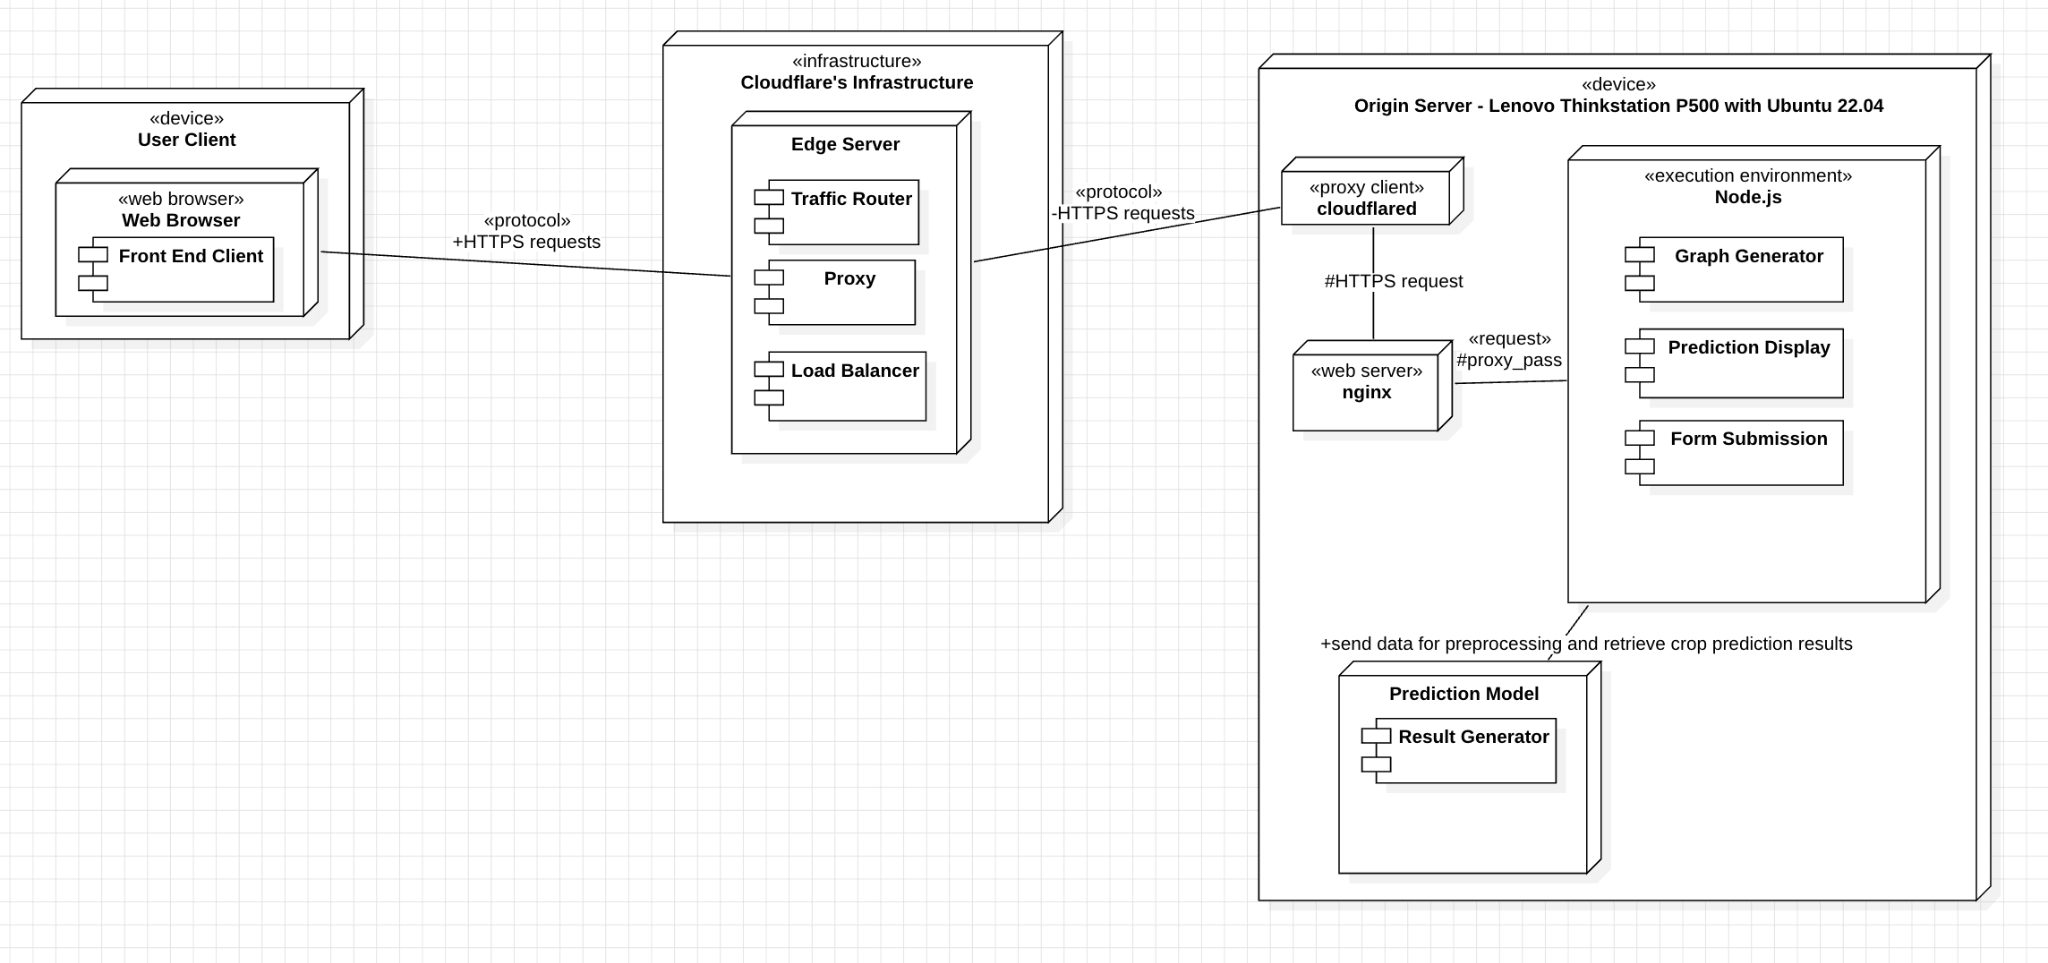 «device»
User Client
«web browser»
Web Browser
Front End Client
«protocol»
+HTTPS requests
«infrastructure»
Cloudflare's Infrastructure
Edge Server
Traffic Router
Proxy
Load Balancer
«protocol»
-HTTPS requests
«device»
Origin Server - Lenovo Thinkstation P500 with Ubuntu 22.04
«proxy client»
cloudflared
#HTTPS request
«web server»
nginx
«request»
#proxy_pass
«execution environment»
Node.js
Graph Generator
Prediction Display
Form Submission
+send data for preprocessing and retrieve crop prediction results
Prediction Model
Result Generator